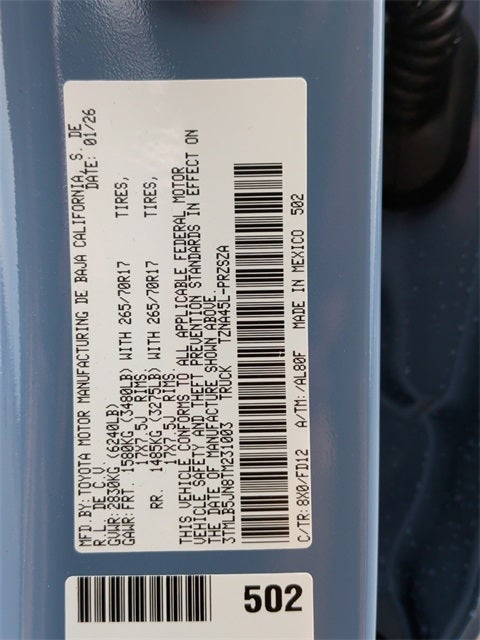 MFD.BY:TOYOTA MOTOR MANUFACTURING DE BAJA CALIFORNIA, S. DE
R. L. DE C. V. DATE: 01/26
GVWR:2830KG (6240LB)
GAWR:FRT. 1580KG (3480LB) WITH 265/70R17 TIRES,
17X7.5J RIMS.
RR. 1485KG (3275LB) WITH 265/70R17 TIRES,
17X7.5J RIMS.
THIS VEHICLE CONFORMS TO ALL APPLICABLE FEDERAL MOTOR
VEHICLE SAFETY AND THEFT PREVENTION STANDARDS IN EFFECT ON
THE DATE OF MANUFACTURE SHOWN ABOVE.
3TMLB5JN8TM231003 TRUCK TZNA45L-PRZSZA
C/TR:8X0/FD12 A/TM:/AL80F MADE IN MEXICO 502
502